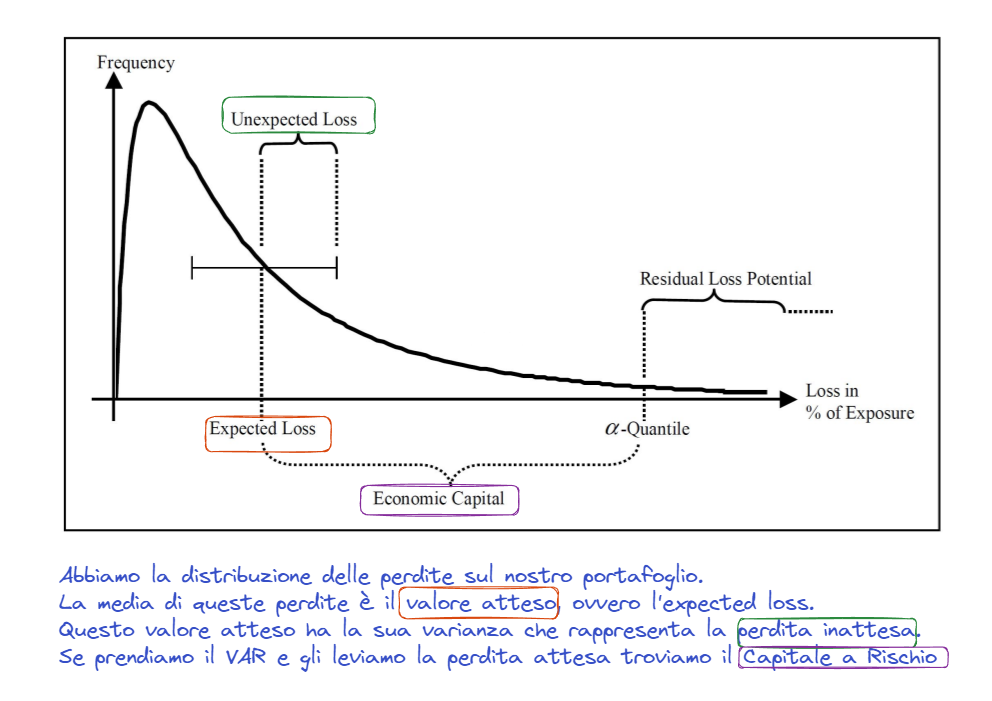 Frequency
Unexpected Loss
Residual Loss Potential
Loss in
% of Exposure
Expected Loss
α-Quantile
Economic Capital
Abbiamo la distribuzione delle perdite sul nostro portafoglio.
La media di queste perdite è il valore atteso, ovvero l'expected loss.
Questo valore atteso ha la sua varianza che rappresenta la perdita inattesa.
Se prendiamo il VAR e gli leviamo la perdita attesa troviamo il Capitale a Rischio